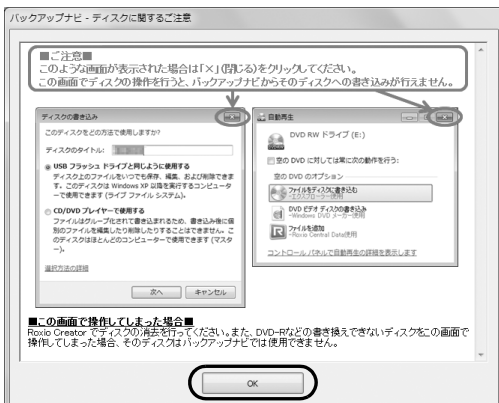 バックアップナビ - ディスクに関するご注意
■ご注意■
このような画面が表示された場合は「×」(閉じる)をクリックしてください。
この画面でディスクの操作を行うと、バックアップナビからそのディスクへの書き込みが行えません。
ディスクの書き込み
このディスクをどの方法で使用しますか?
ディスクのタイトル:
USB フラッシュ ドライブと同じように使用する
ディスク上のファイルをいつでも保存、編集、および削除できます。このディスクは Windows XP 以降を実行するコンピューターで使用できます (ライブ ファイル システム)。
CD/DVD プレイヤーで使用する
ファイルはグループ化されて書き込まれるため、書き込み後に個別のファイルを編集したり削除したりすることはできません。このディスクはほとんどのコンピューターで使用できます (マスター)。
選択方法の詳細
次へ
キャンセル
自動再生
DVD RW ドライブ (E:)
空の DVD に対しては常に次の動作を行う:
空の DVD のオプション
ファイルをディスクに書き込む
-エクスプローラー使用
DVD ビデオ ディスクの書き込み
-Windows DVD メーカー使用
ファイルを追加
-Roxio Central Data使用
コントロール パネルで自動再生の詳細を表示します
■この画面で操作してしまった場合■
Roxio Creator でディスクの消去を行ってください。また、DVD-Rなどの書き換えできないディスクをこの画面で
操作してしまった場合、そのディスクはバックアップナビでは使用できません。
OK